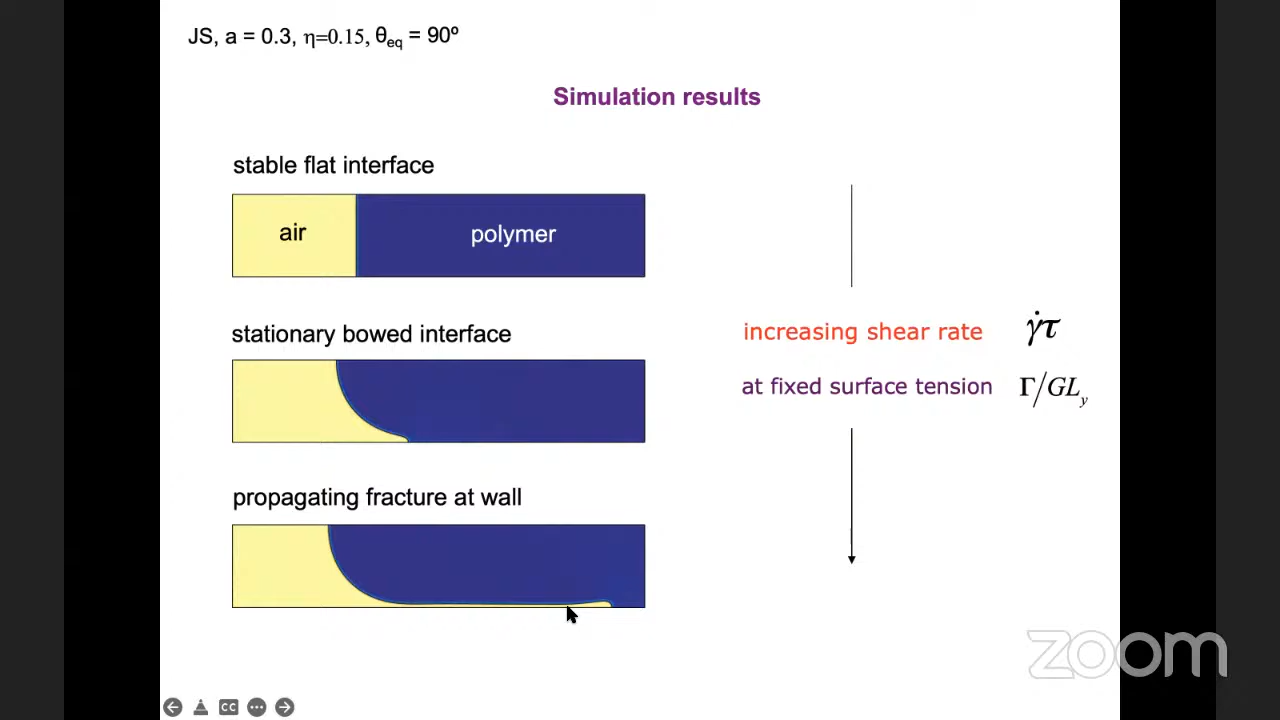 JS, a = 0.3, η=0.15, θeq = 90º
Simulation results
stable flat interface
air
polymer
stationary bowed interface
increasing shear rate γ̇τ
at fixed surface tension Γ/GLy
propagating fracture at wall
zoom
CC